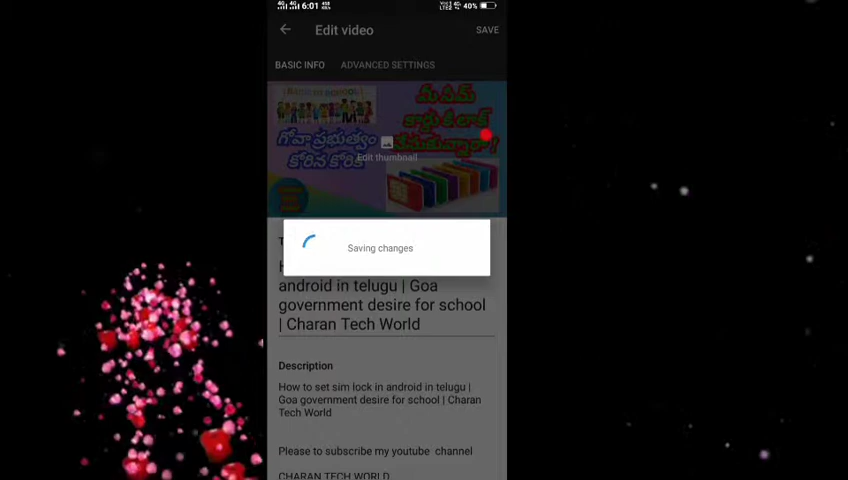 6:01
40%
Edit video
SAVE
BASIC INFO
ADVANCED SETTINGS
మీ సిమ్
కార్డు కి లాక్
చేసుకున్నారా!
గోవా ప్రభుత్వం
కోరిన కోరిక
Edit thumbnail
Saving changes
android in telugu | Goa
government desire for school
| Charan Tech World
Description
How to set sim lock in android in telugu |
Goa government desire for school | Charan
Tech World
Please to subscribe my youtube channel
CHARAN TECH WORLD